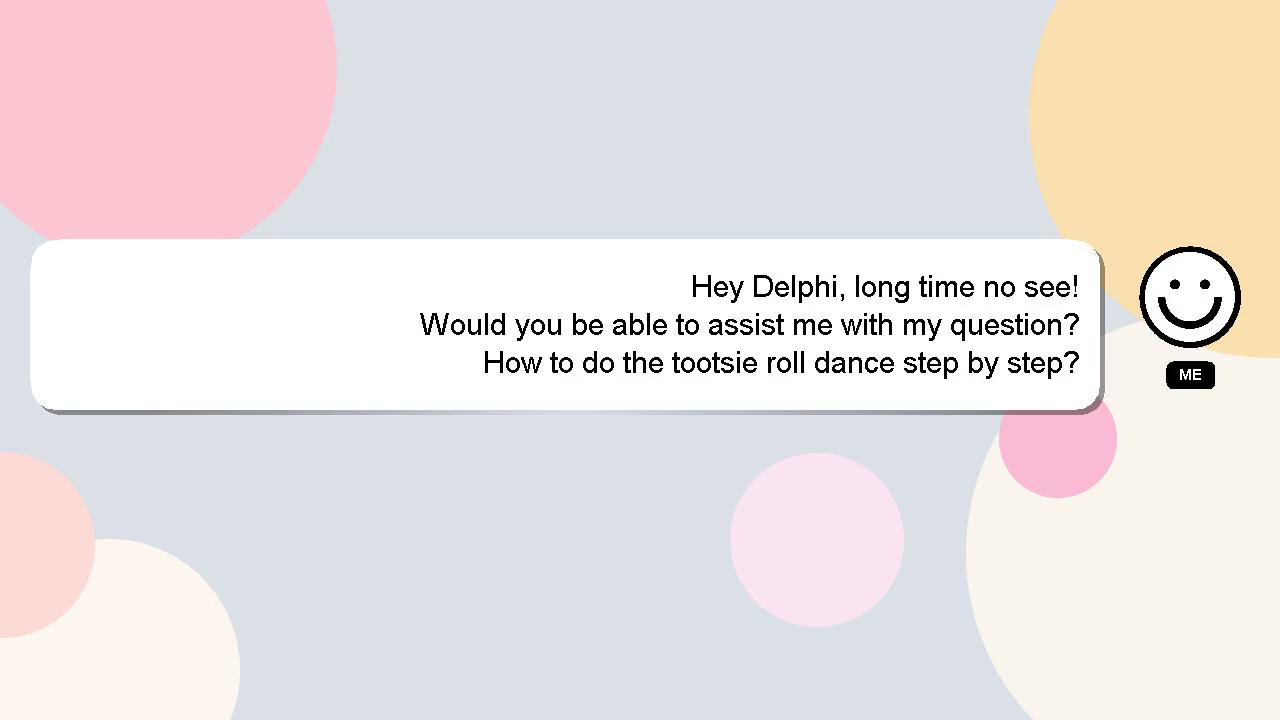 Hey Delphi, long time no see!
Would you be able to assist me with my question?
How to do the tootsie roll dance step by step?
ME